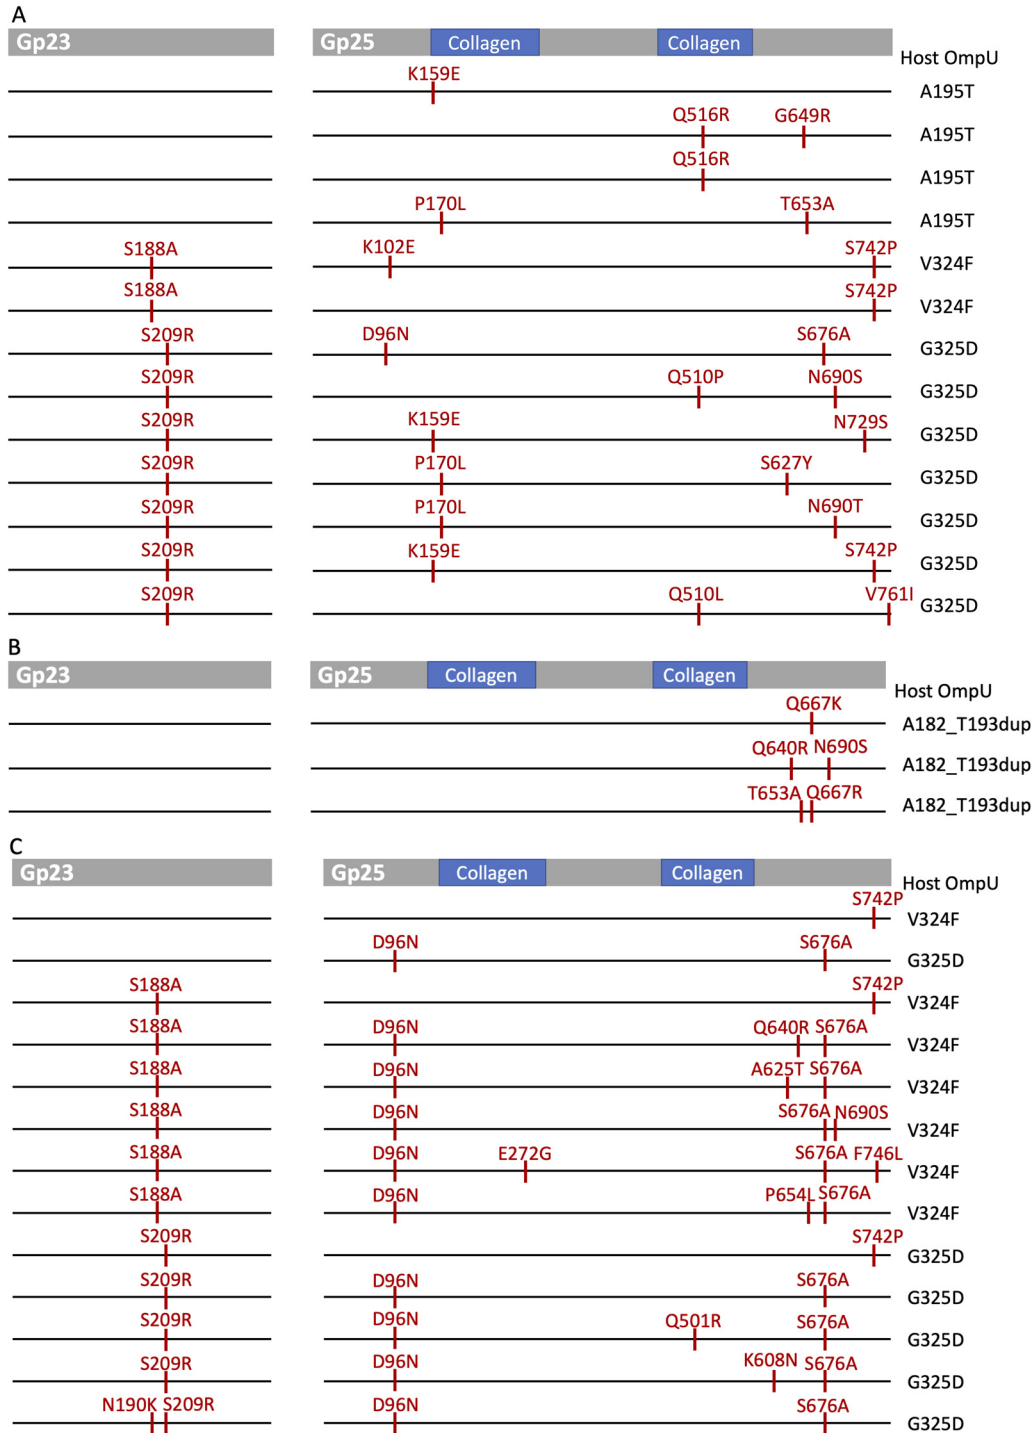 A
Gp23 Gp25 Collagen Collagen
Host OmpU
K159E
A195T
Q516R G649R
A195T
Q516R
A195T
P170L T653A
A195T
S188A K102E S742P
V324F
S188A S742P
V324F
S209R D96N S676A
G325D
S209R Q510P N690S
G325D
S209R K159E N729S
G325D
S209R P170L S627Y
G325D
S209R P170L N690T
G325D
S209R K159E S742P
G325D
S209R Q510L V761I
G325D
B
Gp23 Gp25 Collagen Collagen
Host OmpU
Q667K
A182_T193dup
Q640R N690S
A182_T193dup
T653A Q667R
A182_T193dup
C
Gp23 Gp25 Collagen Collagen
Host OmpU
S742P
V324F
D96N S676A
G325D
S188A S742P
V324F
S188A D96N Q640R S676A
V324F
S188A D96N A625T S676A
V324F
S188A D96N S676A N690S
V324F
S188A D96N E272G S676A F746L
V324F
S188A D96N P654L S676A
V324F
S209R S742P
G325D
S209R D96N S676A
G325D
S209R D96N Q501R S676A
G325D
S209R D96N K608N S676A
G325D
N190K S209R D96N S676A
G325D